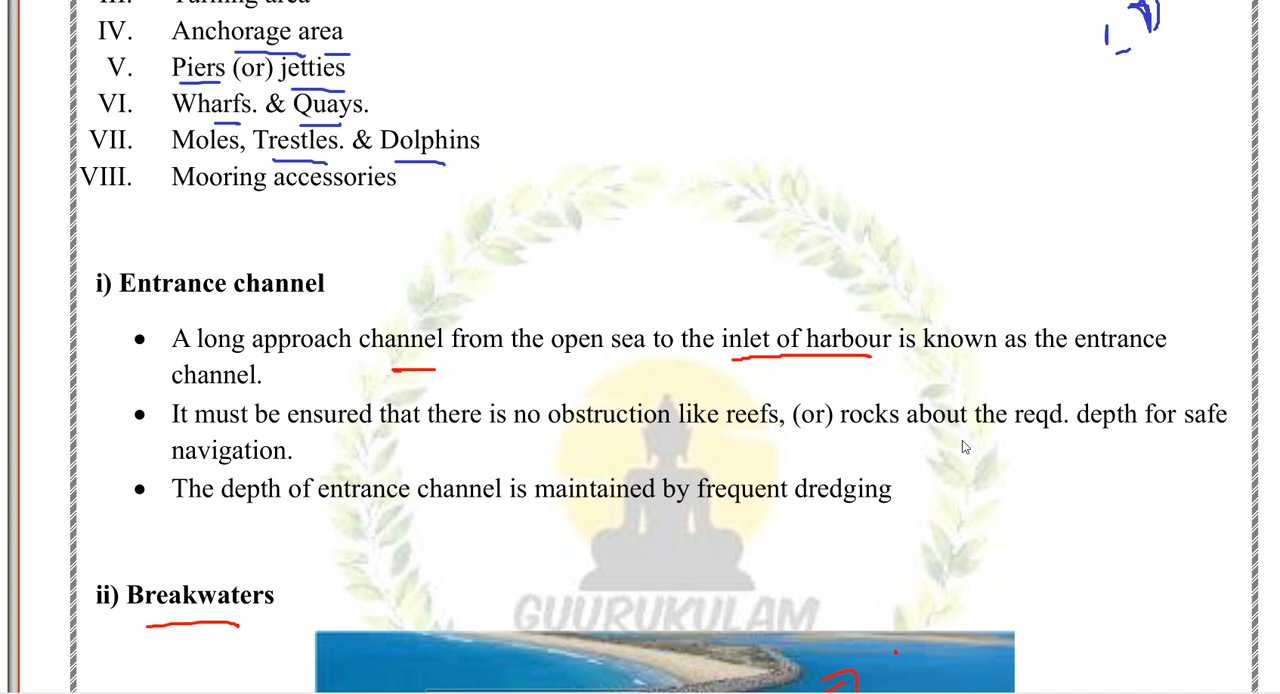 III. Turning area
IV. Anchorage area
V. Piers (or) jetties
VI. Wharfs. & Quays.
VII. Moles, Trestles. & Dolphins
VIII. Mooring accessories
i) Entrance channel
• A long approach channel from the open sea to the inlet of harbour is known as the entrance
channel.
• It must be ensured that there is no obstruction like reefs, (or) rocks about the reqd. depth for safe
navigation.
• The depth of entrance channel is maintained by frequent dredging
ii) Breakwaters
GUURUKULAM